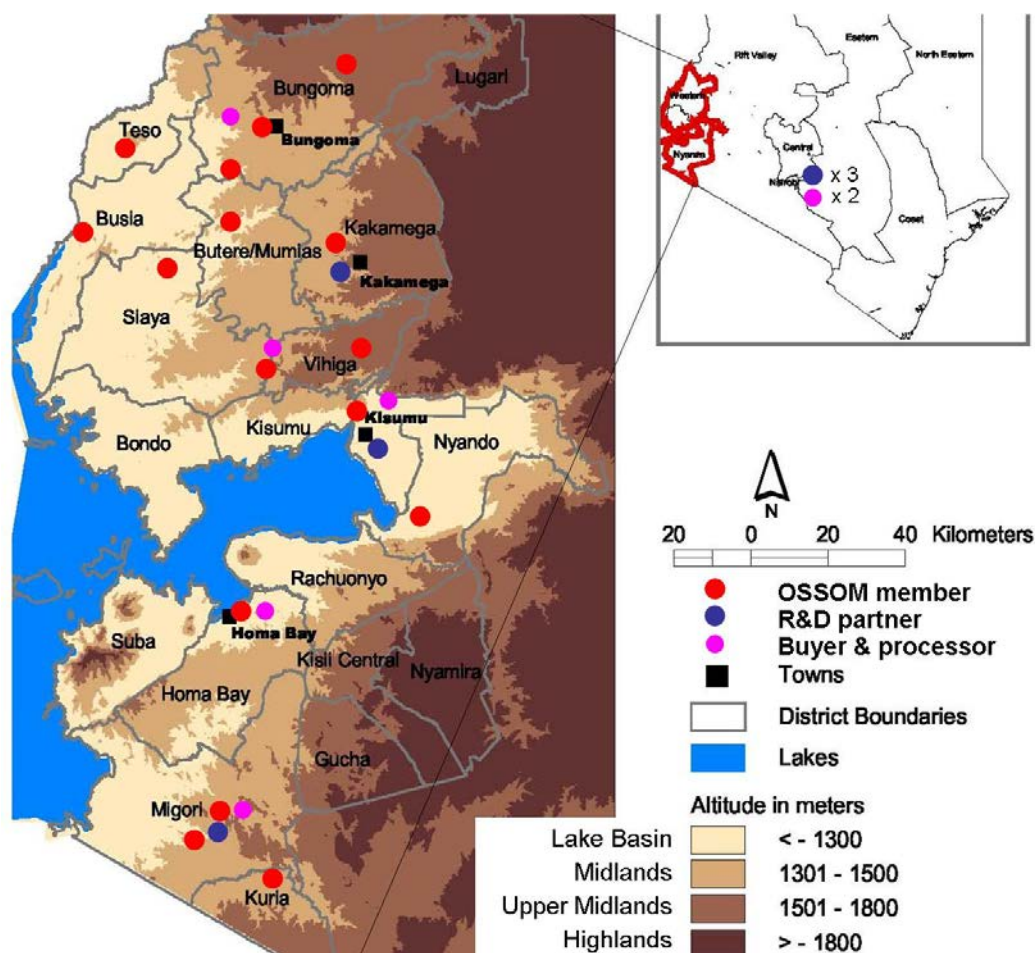 Bungoma
Lugari
Teso
Bungoma
Busia
Butere/Mumias
Kakamega
Kakamega
Siaya
Vihiga
Kisumu
Kisumu
Bondo
Nyando
Rachuonyo
Suba
Homa Bay
Kisii Central
Nyamira
Homa Bay
Gucha
Migori
Kuria
Rift Valley
Eastern
North Eastern
Western
Nyanza
Central
Nairobi
Coast
x 3
x 2
N
20 0 20 40 Kilometers
OSSOM member
R&D partner
Buyer & processor
Towns
District Boundaries
Lakes
Altitude in meters
Lake Basin < - 1300
Midlands 1301 - 1500
Upper Midlands 1501 - 1800
Highlands > - 1800